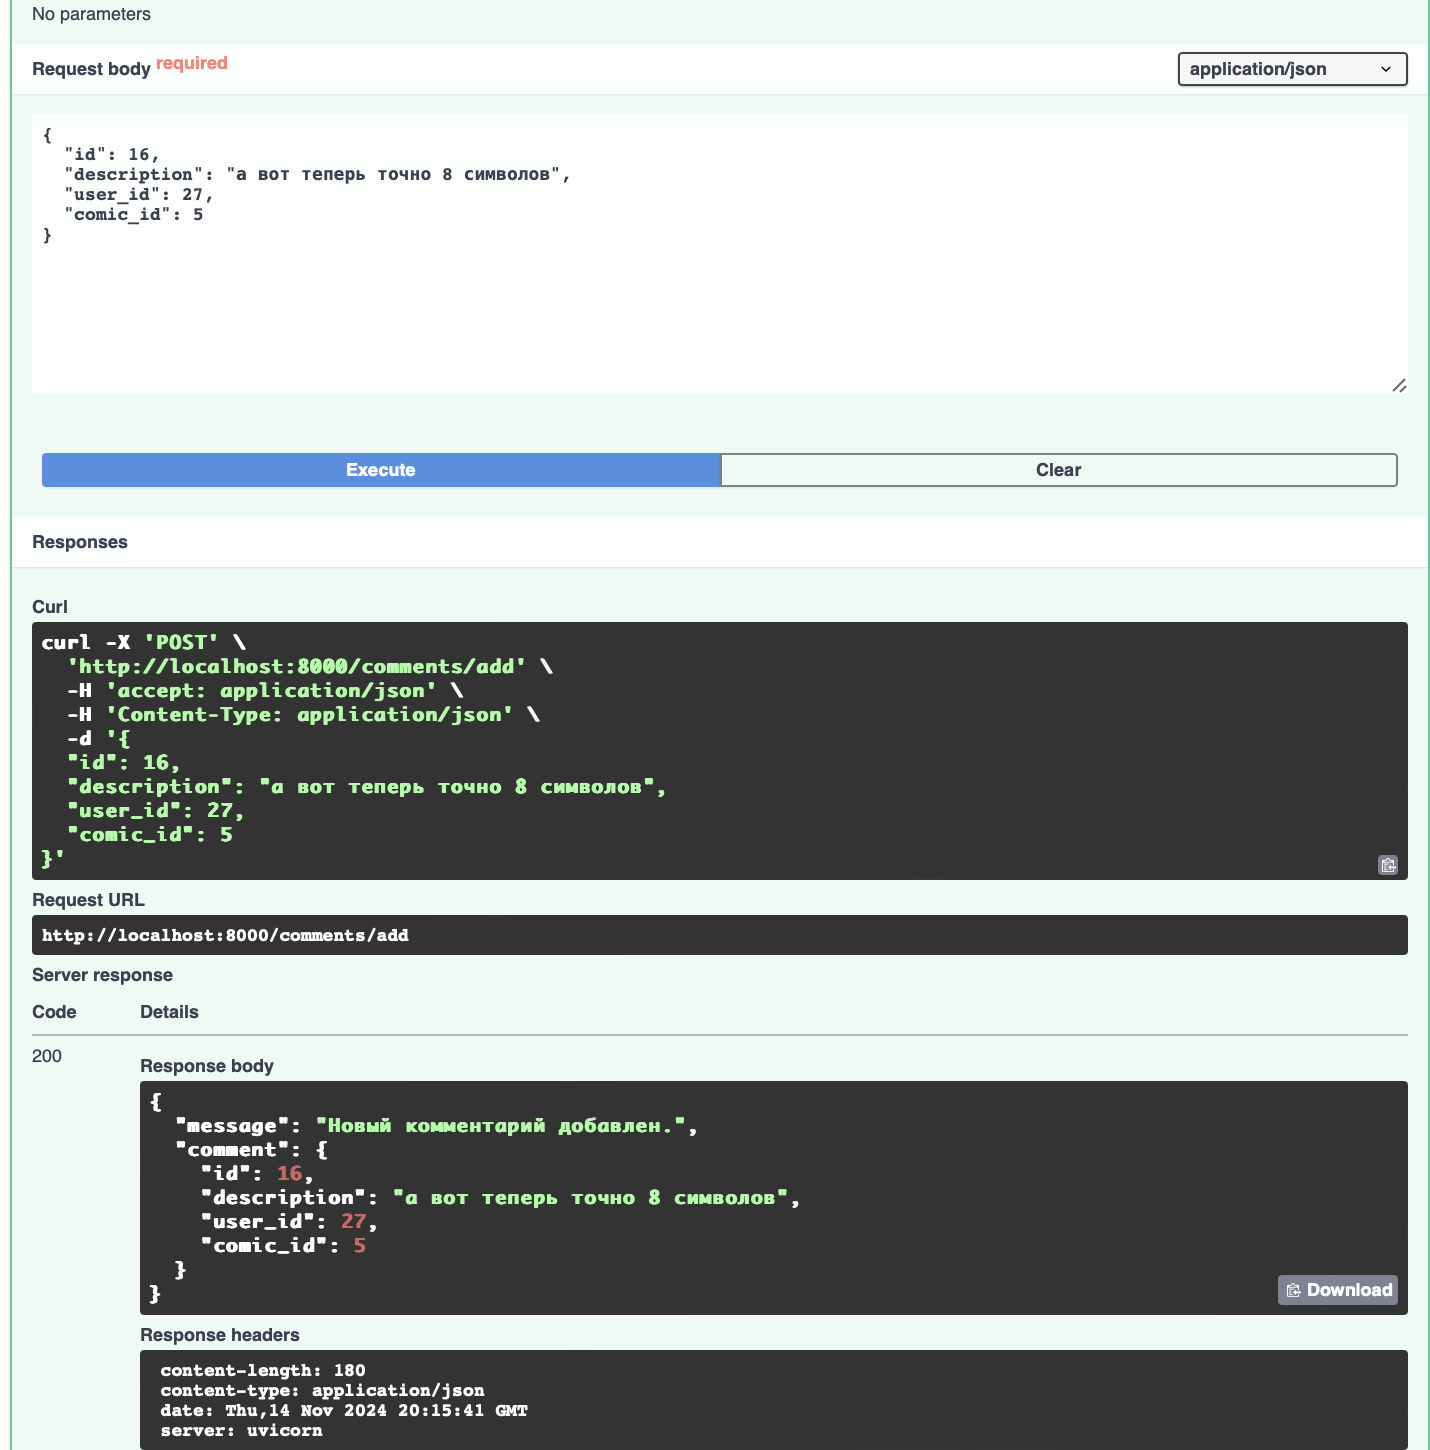 No parameters
Request body required
application/json
{
  "id": 16,
  "description": "а вот теперь точно 8 символов",
  "user_id": 27,
  "comic_id": 5
}
Execute
Clear
Responses
Curl
curl -X 'POST' \
  'http://localhost:8000/comments/add' \
  -H 'accept: application/json' \
  -H 'Content-Type: application/json' \
  -d '{
  "id": 16,
  "description": "а вот теперь точно 8 символов",
  "user_id": 27,
  "comic_id": 5
}'
Request URL
http://localhost:8000/comments/add
Server response
Code Details
200
Response body
{
  "message": "Новый комментарий добавлен.",
  "comment": {
    "id": 16,
    "description": "а вот теперь точно 8 символов",
    "user_id": 27,
    "comic_id": 5
  }
}
Download
Response headers
content-length: 180
content-type: application/json
date: Thu,14 Nov 2024 20:15:41 GMT
server: uvicorn